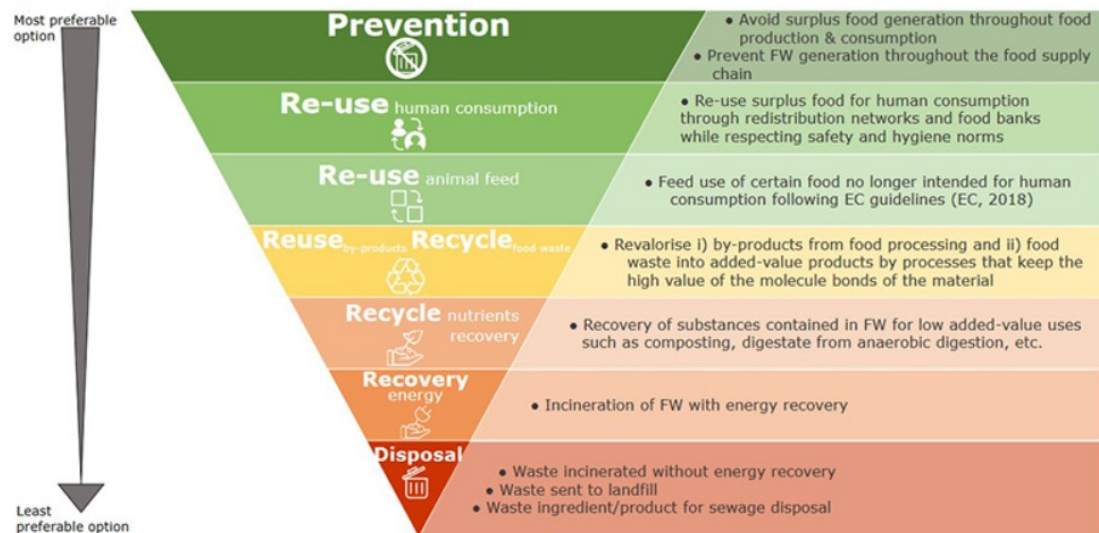 Most preferable
option
Prevention
● Avoid surplus food generation throughout food
production & consumption
● Prevent FW generation throughout the food supply
chain
Re-use human consumption
● Re-use surplus food for human consumption
through redistribution networks and food banks
while respecting safety and hygiene norms
Re-use animal feed
● Feed use of certain food no longer intended for human
consumption following EC guidelines (EC, 2018)
Reuse by-products Recycle food waste
● Revalorise i) by-products from food processing and ii) food
waste into added-value products by processes that keep the
high value of the molecule bonds of the material
Recycle nutrients
recovery
● Recovery of substances contained in FW for low added-value uses
such as composting, digestate from anaerobic digestion, etc.
Recovery
energy
● Incineration of FW with energy recovery
Disposal
● Waste incinerated without energy recovery
● Waste sent to landfill
● Waste ingredient/product for sewage disposal
Least
preferable option